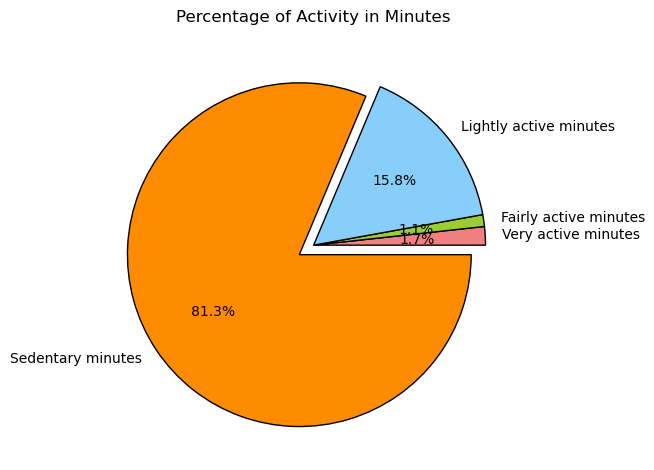 Percentage of Activity in Minutes
Lightly active minutes
15.8%
Fairly active minutes
1.1%
Very active minutes
1.7%
81.3%
Sedentary minutes